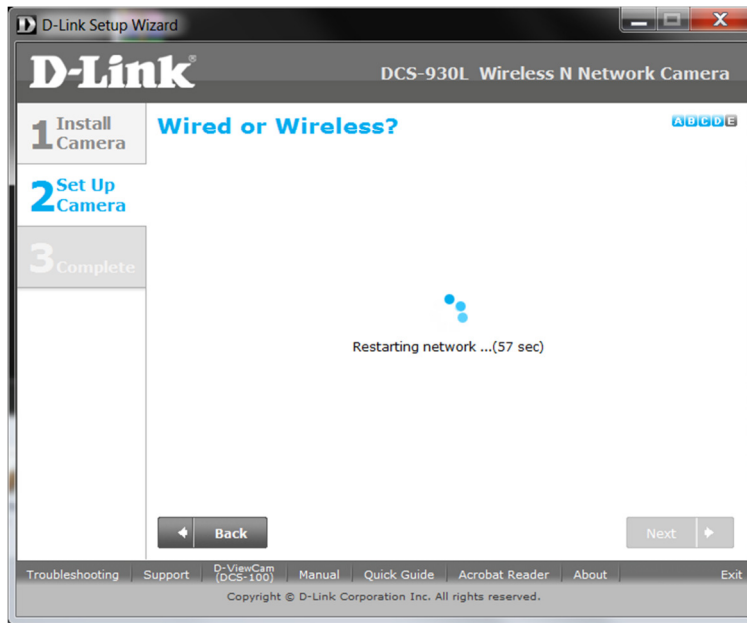 D-Link Setup Wizard
D-Link®
DCS-930L Wireless N Network Camera
1 Install
Camera
Wired or Wireless?
A B C D E
2 Set Up
Camera
3 Complete
Restarting network ...(57 sec)
Back
Next
Troubleshooting
Support
D-ViewCam
(DCS-100)
Manual
Quick Guide
Acrobat Reader
About
Exit
Copyright © D-Link Corporation Inc. All rights reserved.